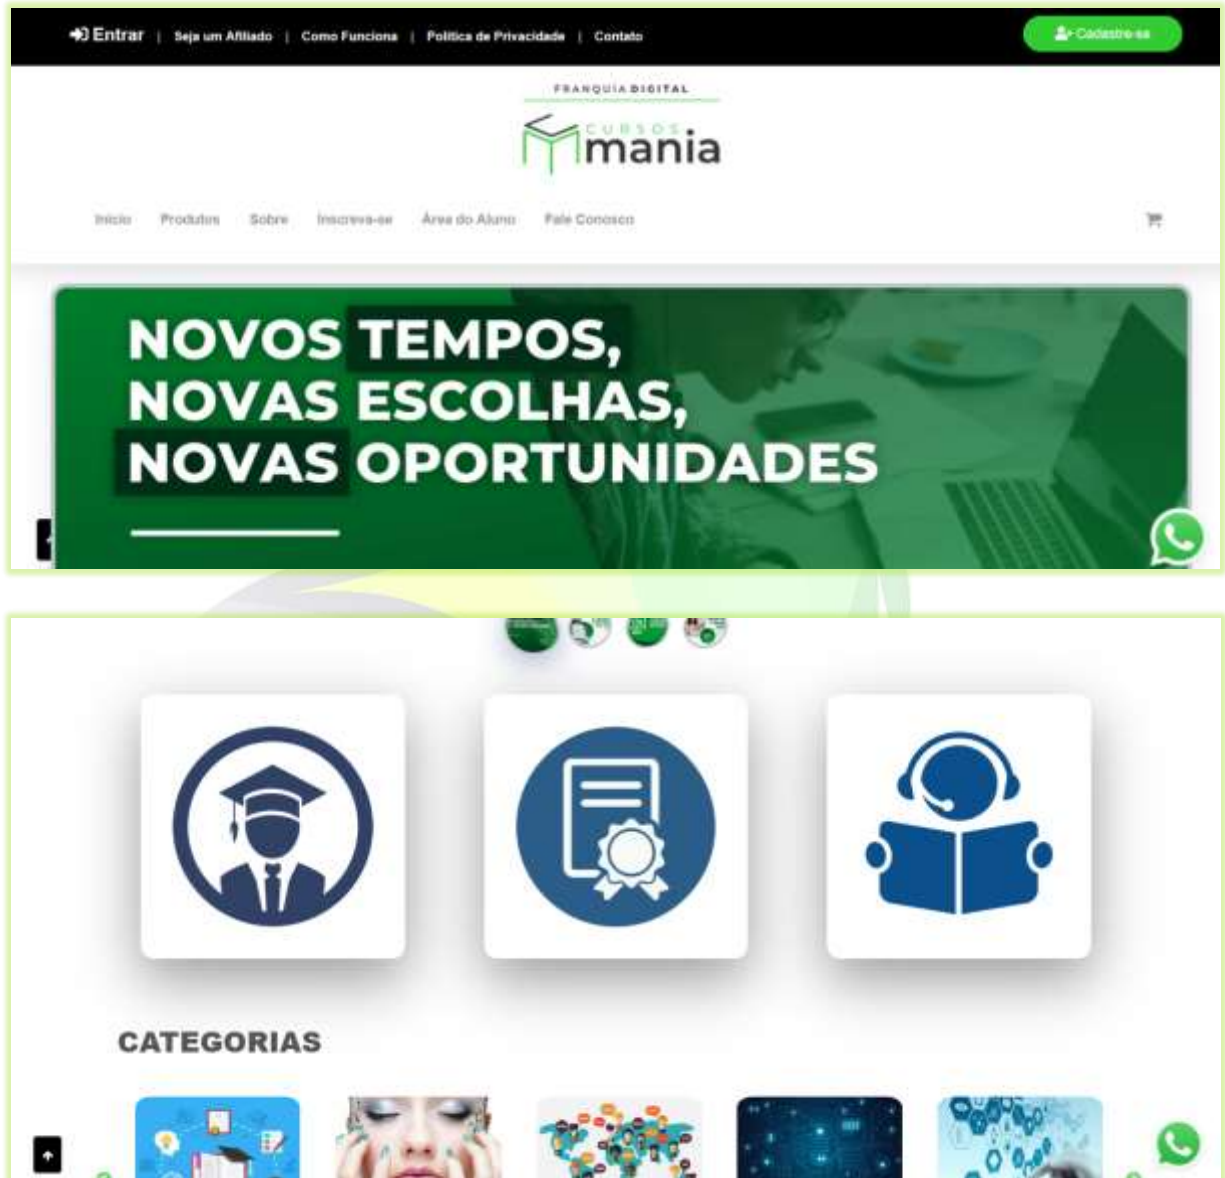 Entrar | Seja um Afiliado | Como Funciona | Política de Privacidade | Contato
Cadastre-se
FRANQUIA DIGITAL
CURSOS
mania
Início Produtos Sobre Inscreva-se Área do Aluno Fale Conosco
NOVOS TEMPOS,
NOVAS ESCOLHAS,
NOVAS OPORTUNIDADES
CATEGORIAS